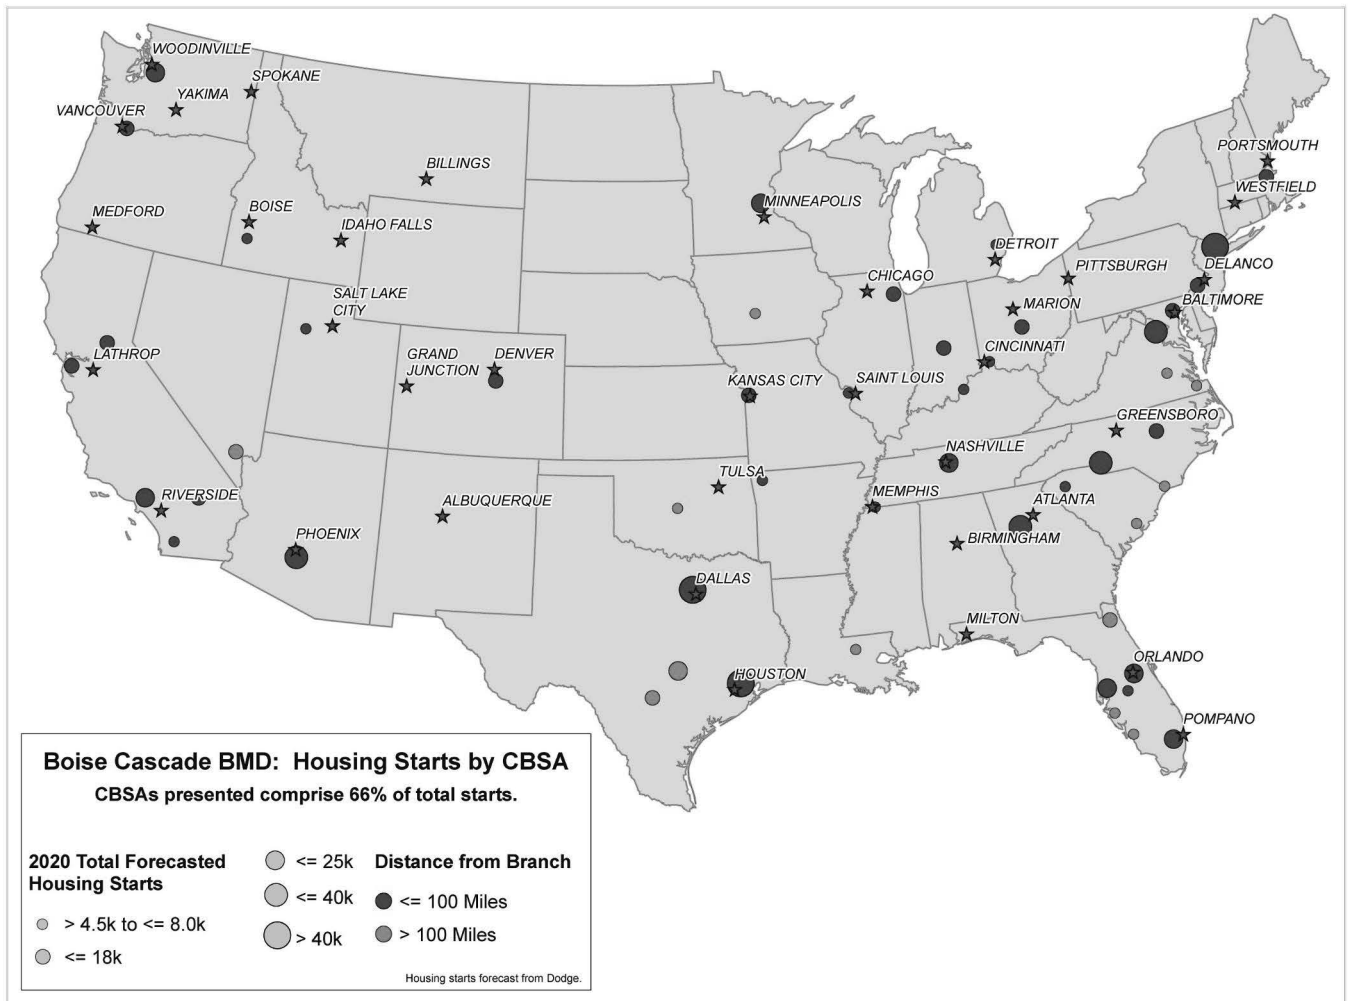 WOODINVILLE
SPOKANE
YAKIMA
VANCOUVER
PORTSMOUTH
BILLINGS
WESTFIELD
MINNEAPOLIS
BOISE
MEDFORD
IDAHO FALLS
DETROIT
DELANCO
PITTSBURGH
CHICAGO
SALT LAKE
CITY
BALTIMORE
MARION
CINCINNATI
LATHROP
GRAND
JUNCTION
DENVER
KANSAS CITY
SAINT LOUIS
GREENSBORO
NASHVILLE
TULSA
MEMPHIS
RIVERSIDE
ALBUQUERQUE
ATLANTA
PHOENIX
BIRMINGHAM
DALLAS
MILTON
ORLANDO
HOUSTON
POMPANO
Boise Cascade BMD: Housing Starts by CBSA
CBSAs presented comprise 66% of total starts.
2020 Total Forecasted
Housing Starts
> 4.5k to <= 8.0k
<= 18k
<= 25k
<= 40k
> 40k
Distance from Branch
<= 100 Miles
> 100 Miles
Housing starts forecast from Dodge.